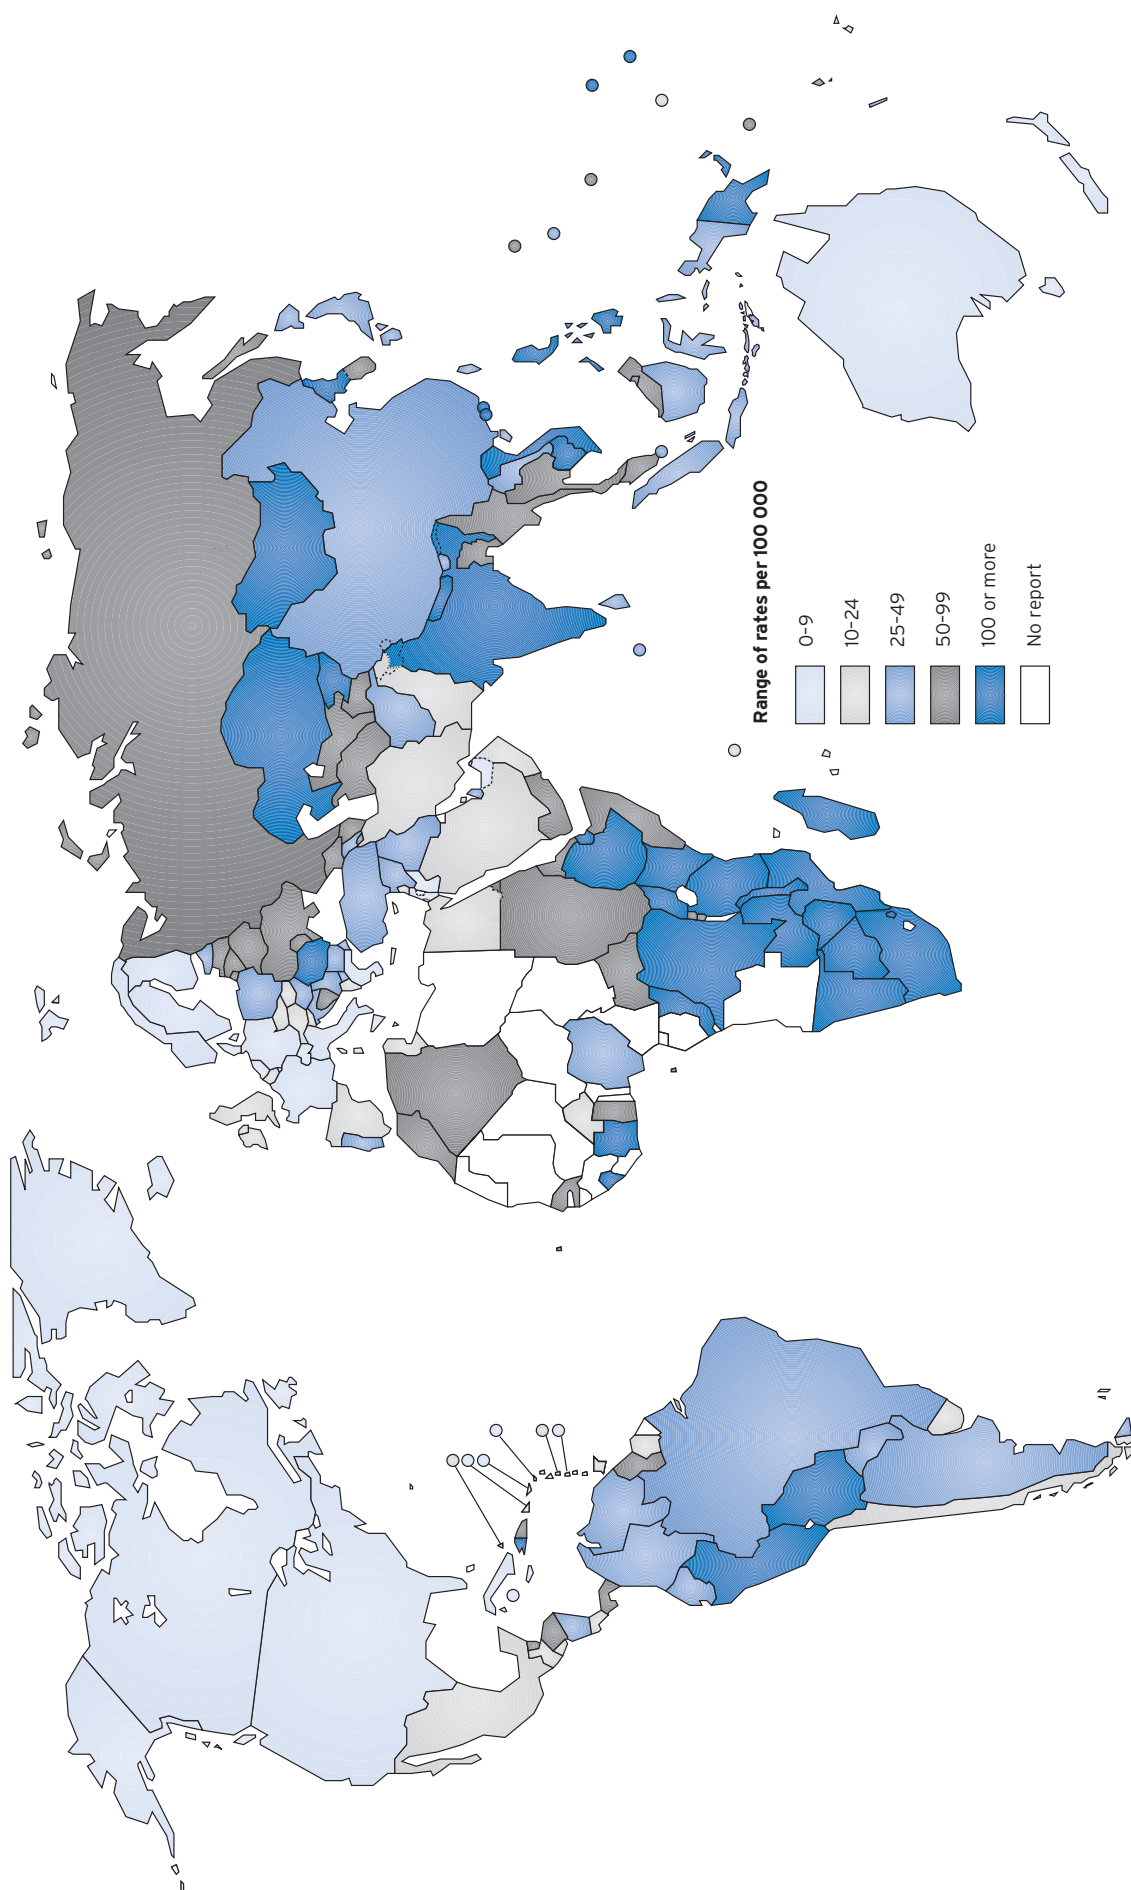 Range of rates per 100 000
0–9
10–24
25–49
50–99
100 or more
No report